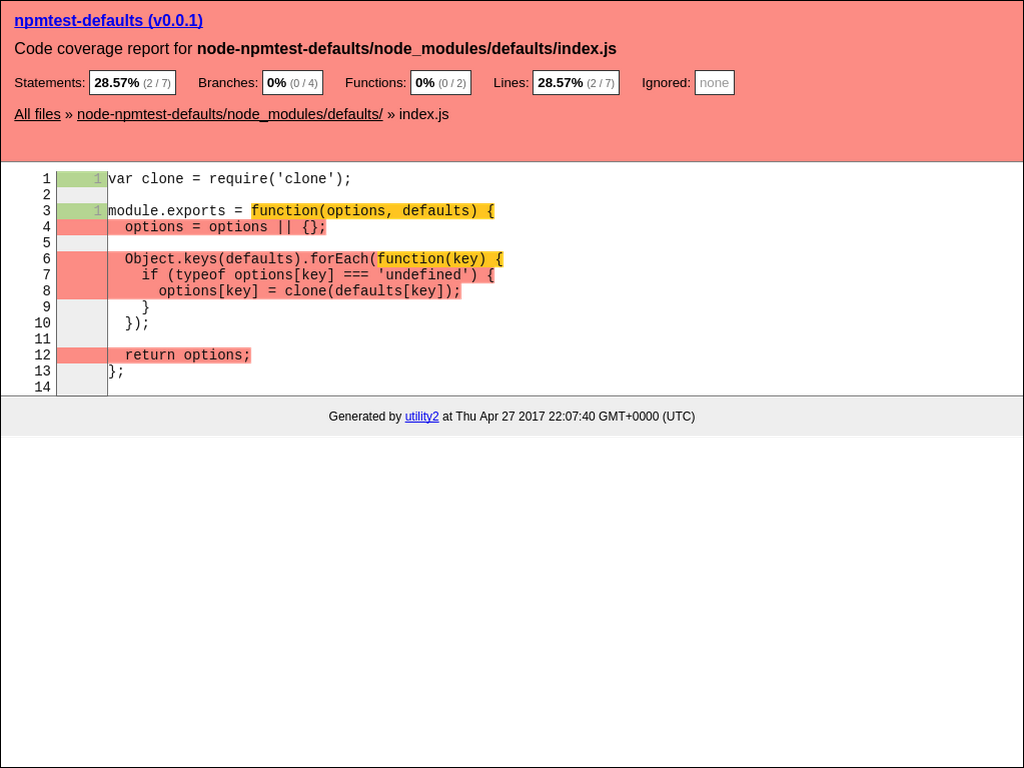 npmtest-defaults (v0.0.1)
Code coverage report for node-npmtest-defaults/node_modules/defaults/index.js
Statements: 28.57% (2 / 7) Branches: 0% (0 / 4) Functions: 0% (0 / 2) Lines: 28.57% (2 / 7) Ignored: none
All files » node-npmtest-defaults/node_modules/defaults/ » index.js
1 1 var clone = require('clone');
2
3 1 module.exports = function(options, defaults) {
4   options = options || {};
5
6   Object.keys(defaults).forEach(function(key) {
7     if (typeof options[key] === 'undefined') {
8       options[key] = clone(defaults[key]);
9     }
10   });
11
12   return options;
13 };
14
Generated by utility2 at Thu Apr 27 2017 22:07:40 GMT+0000 (UTC)